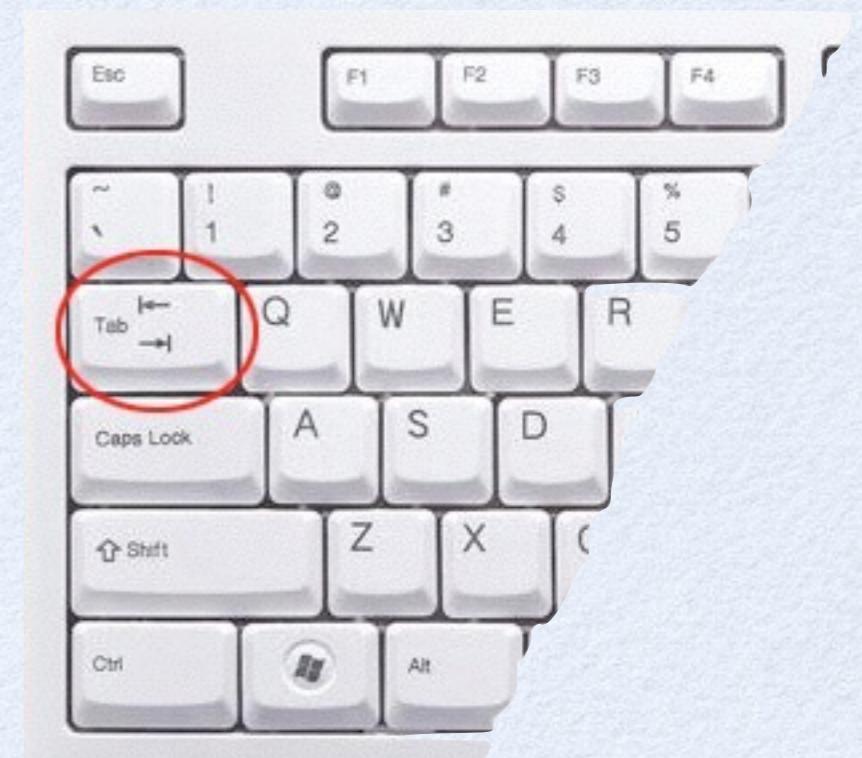 Esc F1 F2 F3 F4
~ ! @ # $ %
` 1 2 3 4 5
Tab Q W E R
Caps Lock A S D
Shift Z X
Ctrl Alt